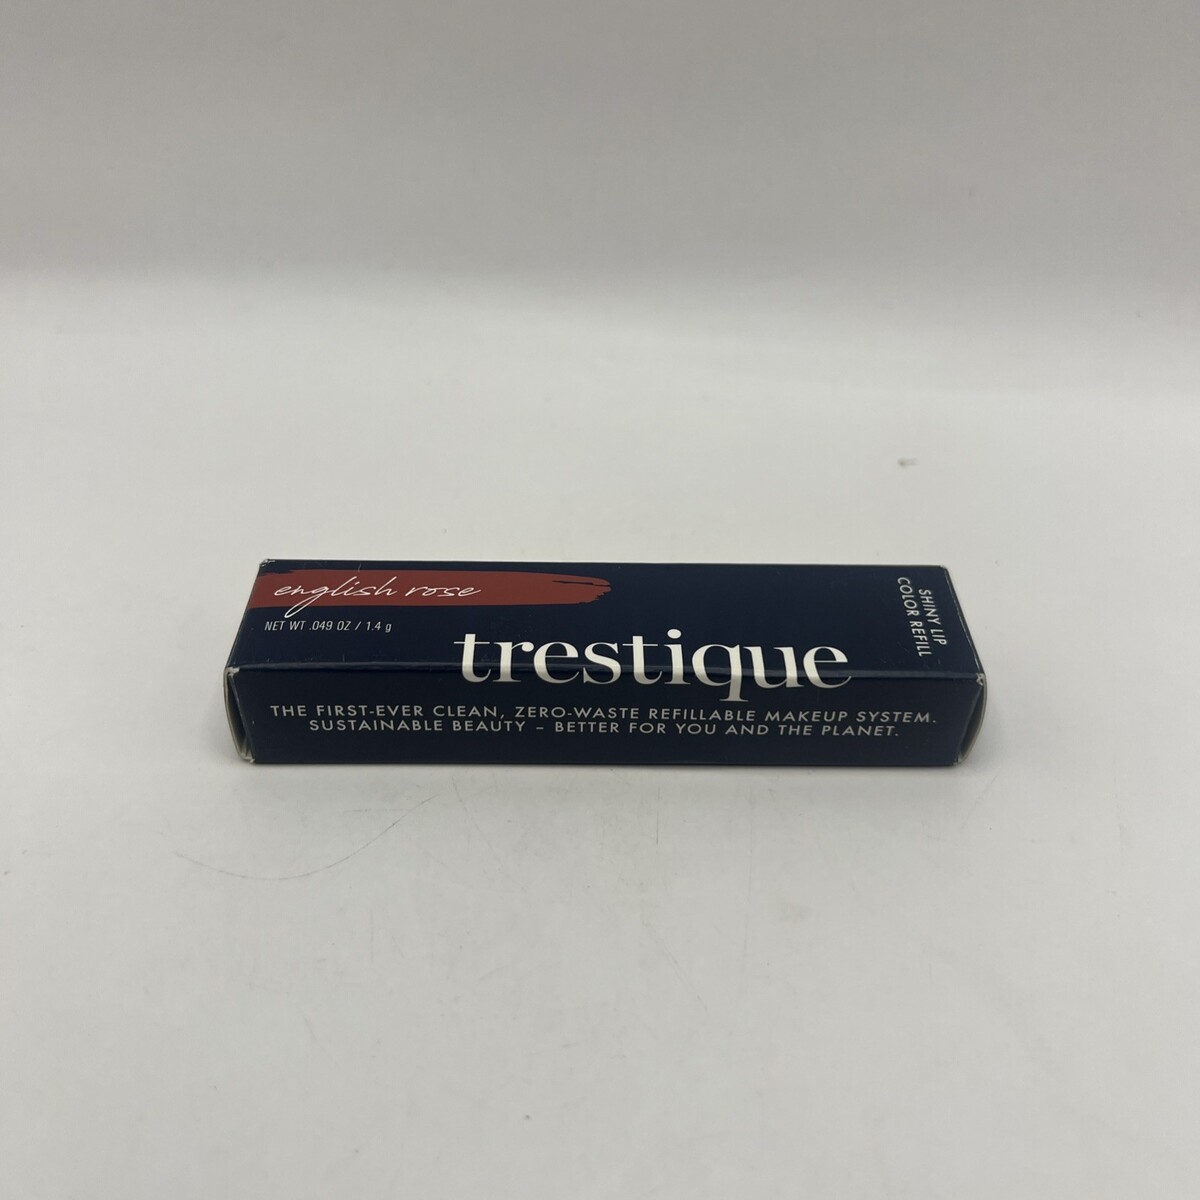 english rose
NET WT .049 OZ / 1.4 g
trestique
SHINY LIP
COLOR REFILL
THE FIRST-EVER CLEAN, ZERO-WASTE REFILLABLE MAKEUP SYSTEM.
SUSTAINABLE BEAUTY – BETTER FOR YOU AND THE PLANET.